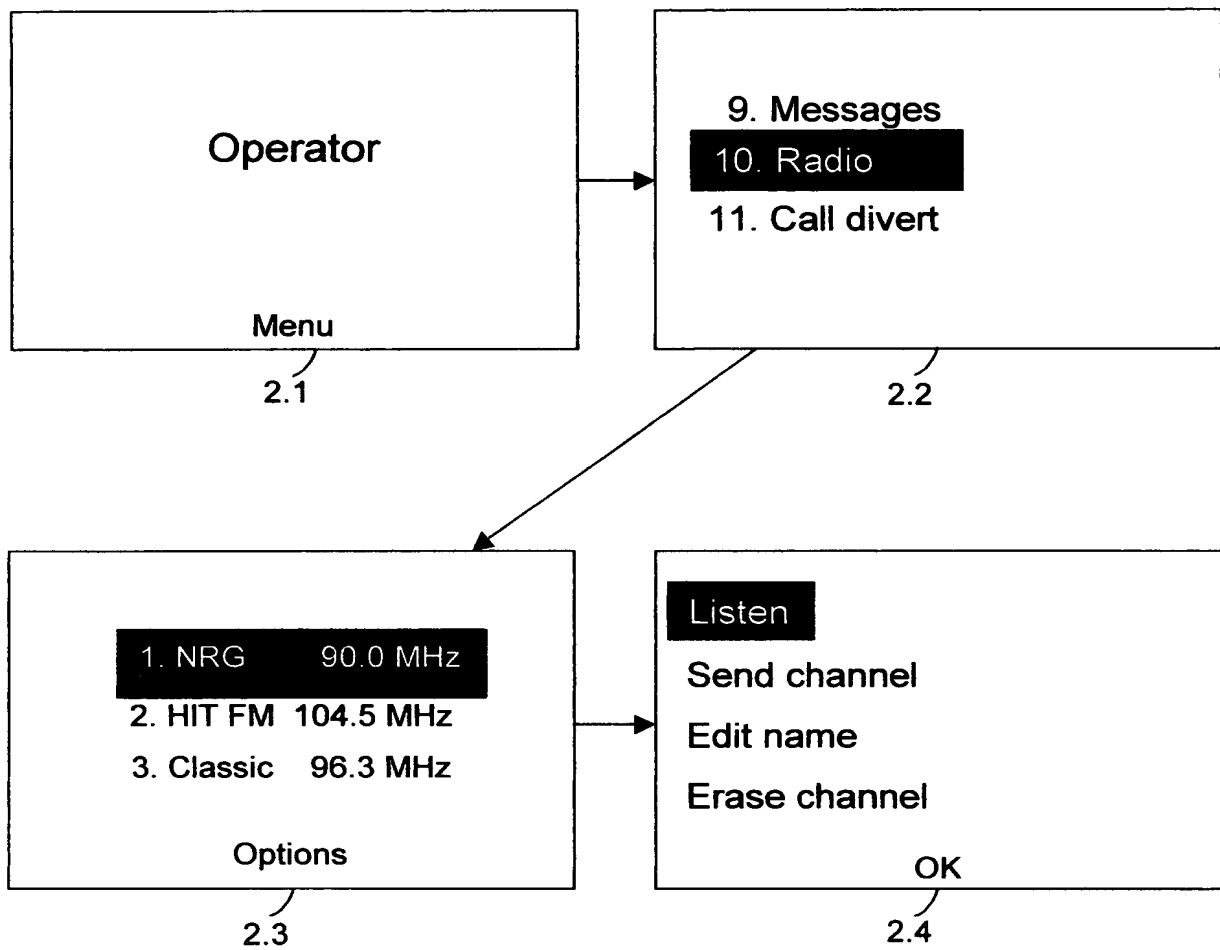 Operator
Menu
2.1
9. Messages
10. Radio
11. Call divert
2.2
1. NRG 90.0 MHz
2. HIT FM 104.5 MHz
3. Classic 96.3 MHz
Options
2.3
Listen
Send channel
Edit name
Erase channel
OK
2.4